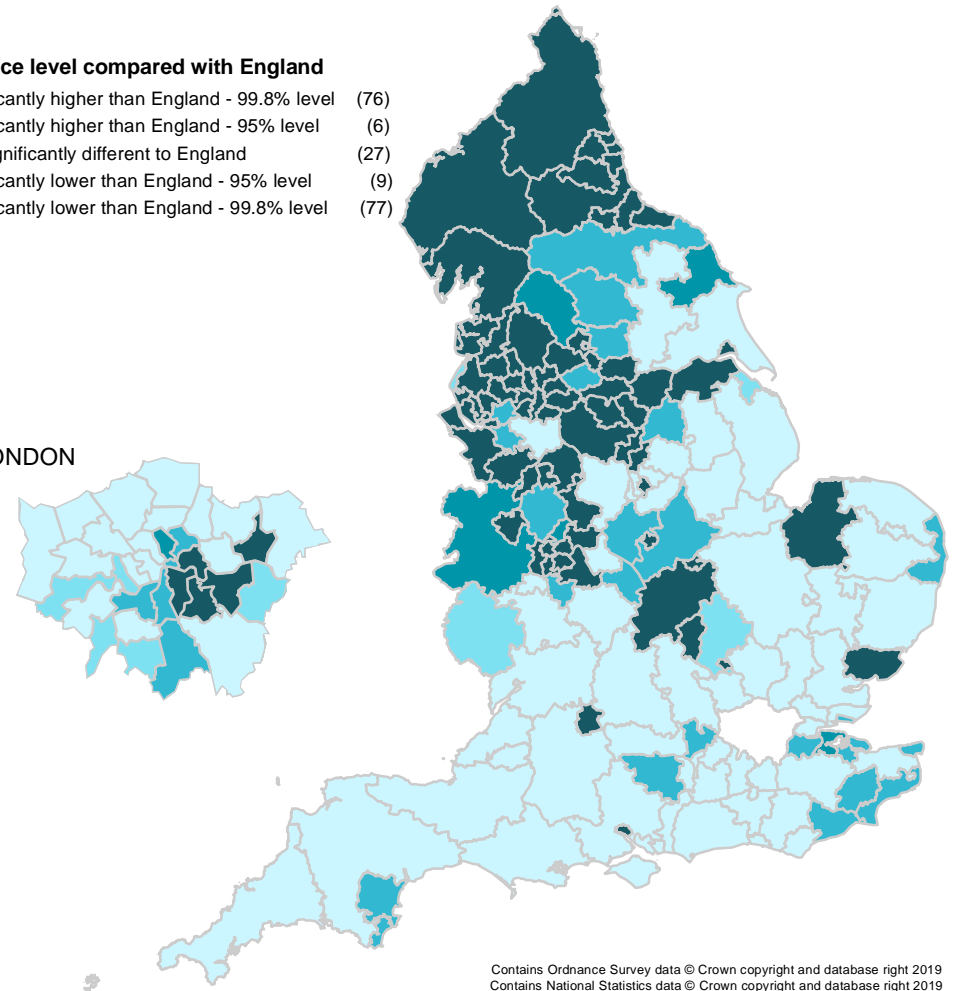 ce level compared with England
cantly higher than England - 99.8% level (76)
cantly higher than England - 95% level (6)
gnificantly different to England (27)
cantly lower than England - 95% level (9)
cantly lower than England - 99.8% level (77)
ONDON
Contains Ordnance Survey data © Crown copyright and database right 2019
Contains National Statistics data © Crown copyright and database right 2019